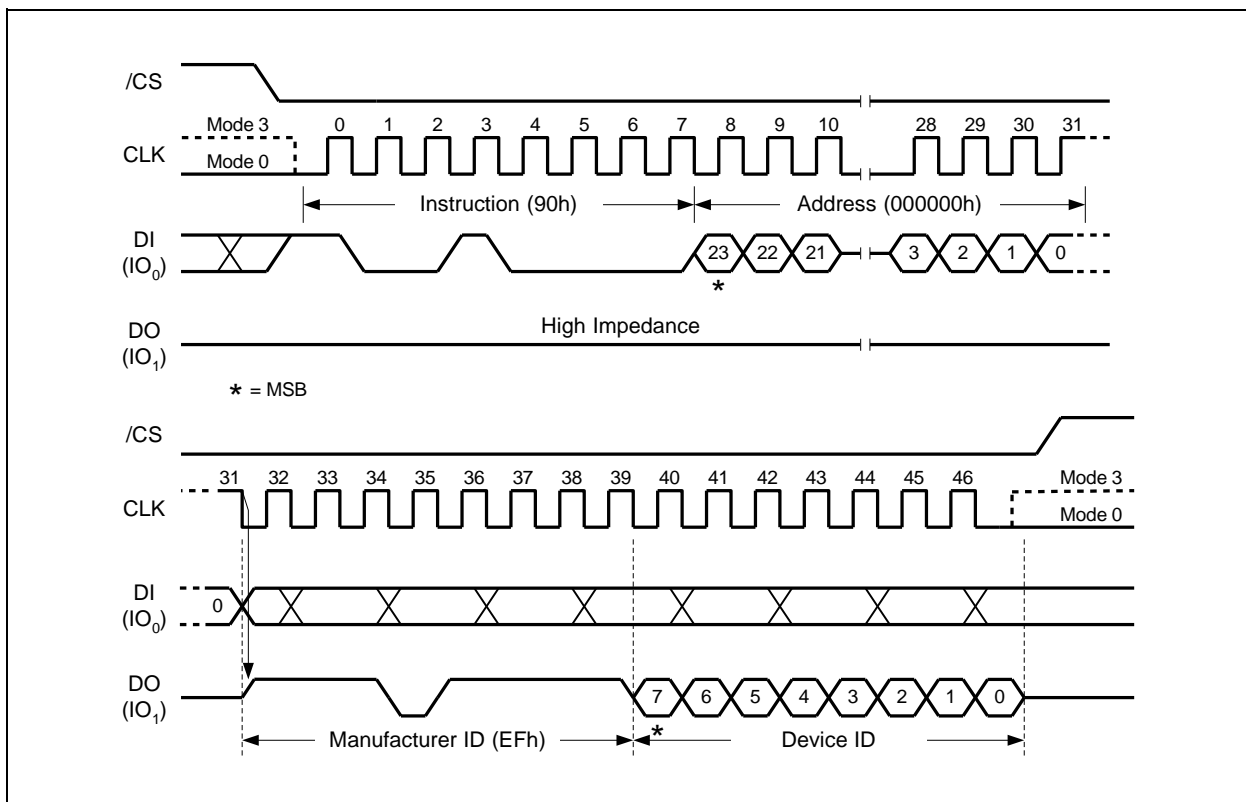 /CS
Mode 3
0 1 2 3 4 5 6 7 8 9 10 28 29 30 31
CLK
Mode 0
Instruction (90h)
Address (000000h)
DI
(IO0)
23 22 21 3 2 1 0
*
High Impedance
DO
(IO1)
* = MSB
/CS
31 32 33 34 35 36 37 38 39 40 41 42 43 44 45 46
Mode 3
CLK
Mode 0
DI
(IO0)
0
DO
(IO1)
7 6 5 4 3 2 1 0
*
Manufacturer ID (EFh)
Device ID